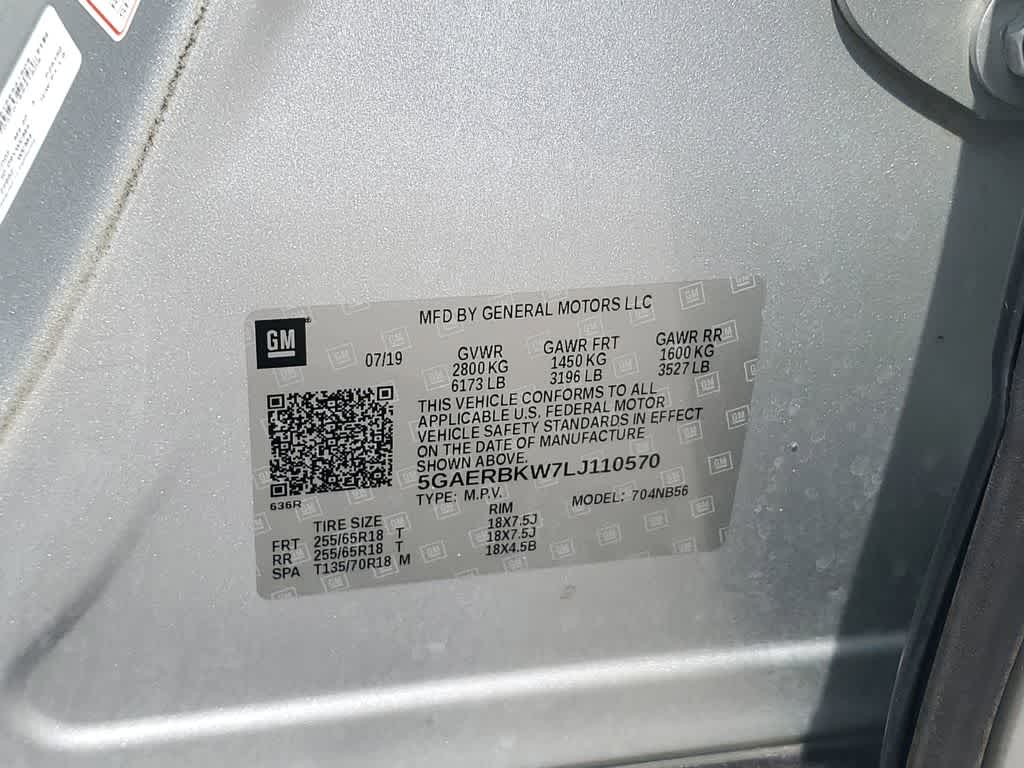 MFD BY GENERAL MOTORS LLC
GM
07/19
GVWR GAWR FRT GAWR RR
2800 KG 1450 KG 1600 KG
6173 LB 3196 LB 3527 LB
THIS VEHICLE CONFORMS TO ALL
APPLICABLE U.S. FEDERAL MOTOR
VEHICLE SAFETY STANDARDS IN EFFECT
ON THE DATE OF MANUFACTURE
SHOWN ABOVE.
5GAERBKW7LJ110570
TYPE: M.P.V. MODEL: 704NB56
636R
TIRE SIZE RIM
FRT 255/65R18 T 18X7.5J
RR 255/65R18 T 18X7.5J
SPA T135/70R18 M 18X4.5B